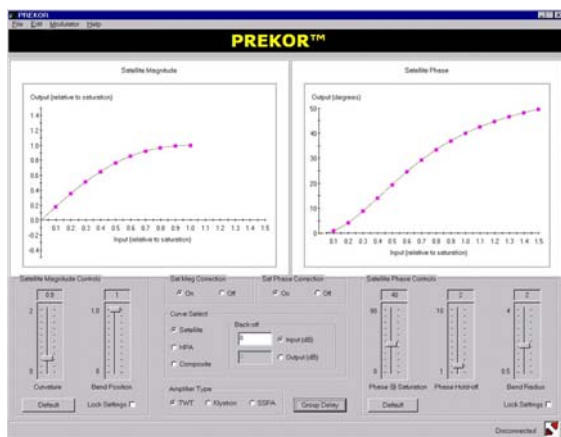 PREKOR
File Edit Modulator Help
PREKOR™
Satellite Magnitude
Output (relative to saturation)
1.4
1.2
1.0
0.8
0.6
0.4
0.2
0.0
-0.2
-0.4
0.1 0.2 0.3 0.4 0.5 0.6 0.7 0.8 0.9 1.0 1.1 1.2 1.3 1.4 1.5
Input (relative to saturation)
Satellite Phase
Output (degrees)
50
40
30
20
10
0
0.1 0.2 0.3 0.4 0.5 0.6 0.7 0.8 0.9 1.0 1.1 1.2 1.3 1.4 1.5
Input (relative to saturation)
Satellite Magnitude Controls
0.9
1
2
0
1.0
0
Curvature
Bend Position
Default
Lock Settings
Set Mag Correction
On
Off
Set Phase Correction
On
Off
Curve Select
Satellite
HPA
Composite
Back-off
0
Input (dB)
Output (dB)
Amplifier Type
TWT
Klystron
SSPA
Group Delay
Satellite Phase Controls
40
2
2
90
0
10
1
4
0.5
Phase @ Saturation
Phase Hold-off
Bend Radius
Default
Lock Settings
Disconnected